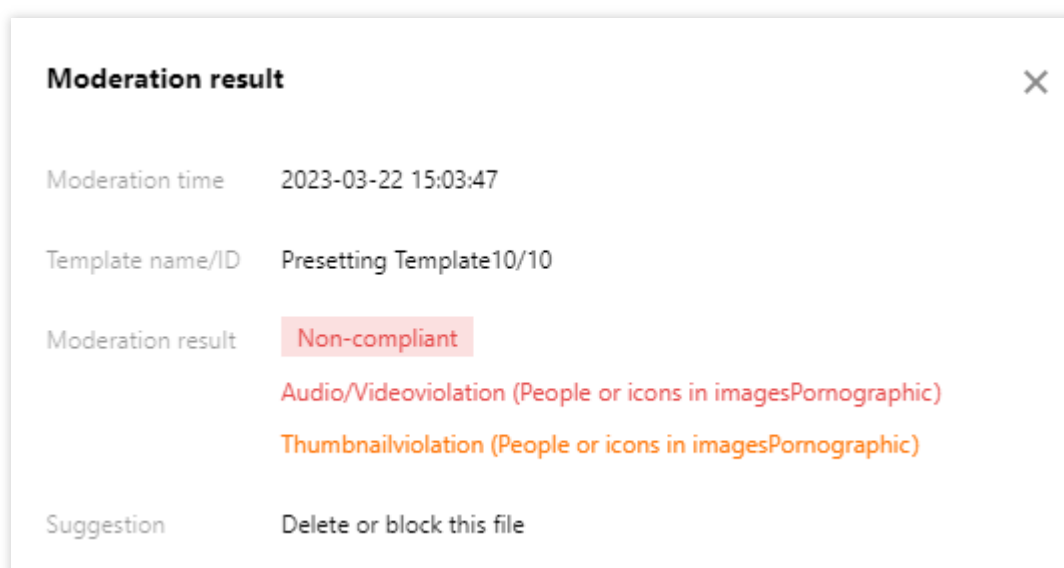 Moderation result
Moderation time 2023-03-22 15:03:47
Template name/ID Presetting Template10/10
Moderation result Non-compliant
Audio/Videoviolation (People or icons in imagesPornographic)
Thumbnailviolation (People or icons in imagesPornographic)
Suggestion Delete or block this file